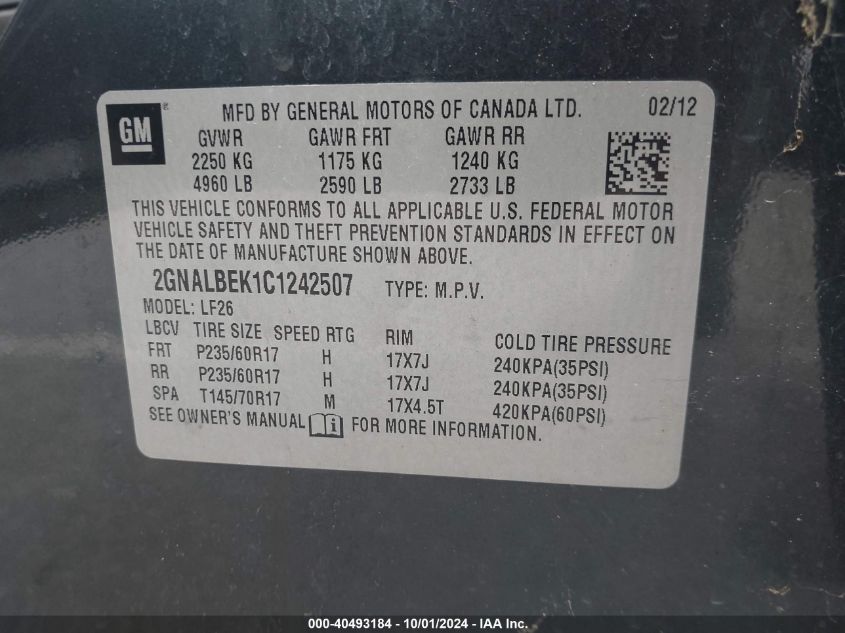 GM ® MFD BY GENERAL MOTORS OF CANADA LTD. 02/12
GVWR GAWR FRT GAWR RR
2250 KG 1175 KG 1240 KG
4960 LB 2590 LB 2733 LB
THIS VEHICLE CONFORMS TO ALL APPLICABLE U.S. FEDERAL MOTOR
VEHICLE SAFETY AND THEFT PREVENTION STANDARDS IN EFFECT ON
THE DATE OF MANUFACTURE SHOWN ABOVE.
2GNALBEK1C1242507 TYPE: M.P.V.
MODEL: LF26
LBCV TIRE SIZE SPEED RTG RIM COLD TIRE PRESSURE
FRT P235/60R17 H 17X7J 240KPA(35PSI)
RR P235/60R17 H 17X7J 240KPA(35PSI)
SPA T145/70R17 M 17X4.5T 420KPA(60PSI)
SEE OWNER'S MANUAL i FOR MORE INFORMATION.
000-40493184 - 10/01/2024 - IAA Inc.